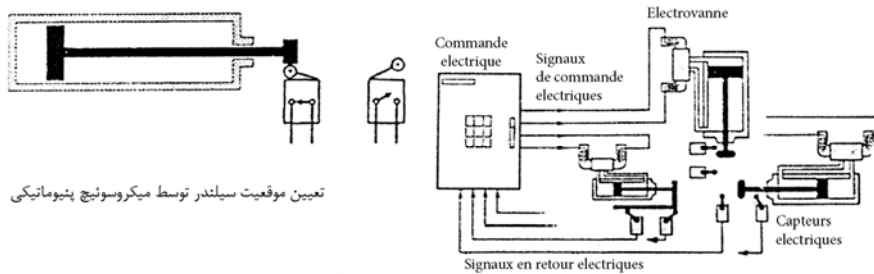 تعیین موقعیت سیلندر توسط میکروسوئیچ پنیوماتیکی
Electrovanne
Commande
electrique
Signaux
de commande
electriques
Capteurs
electriques
Signaux en retour electriques